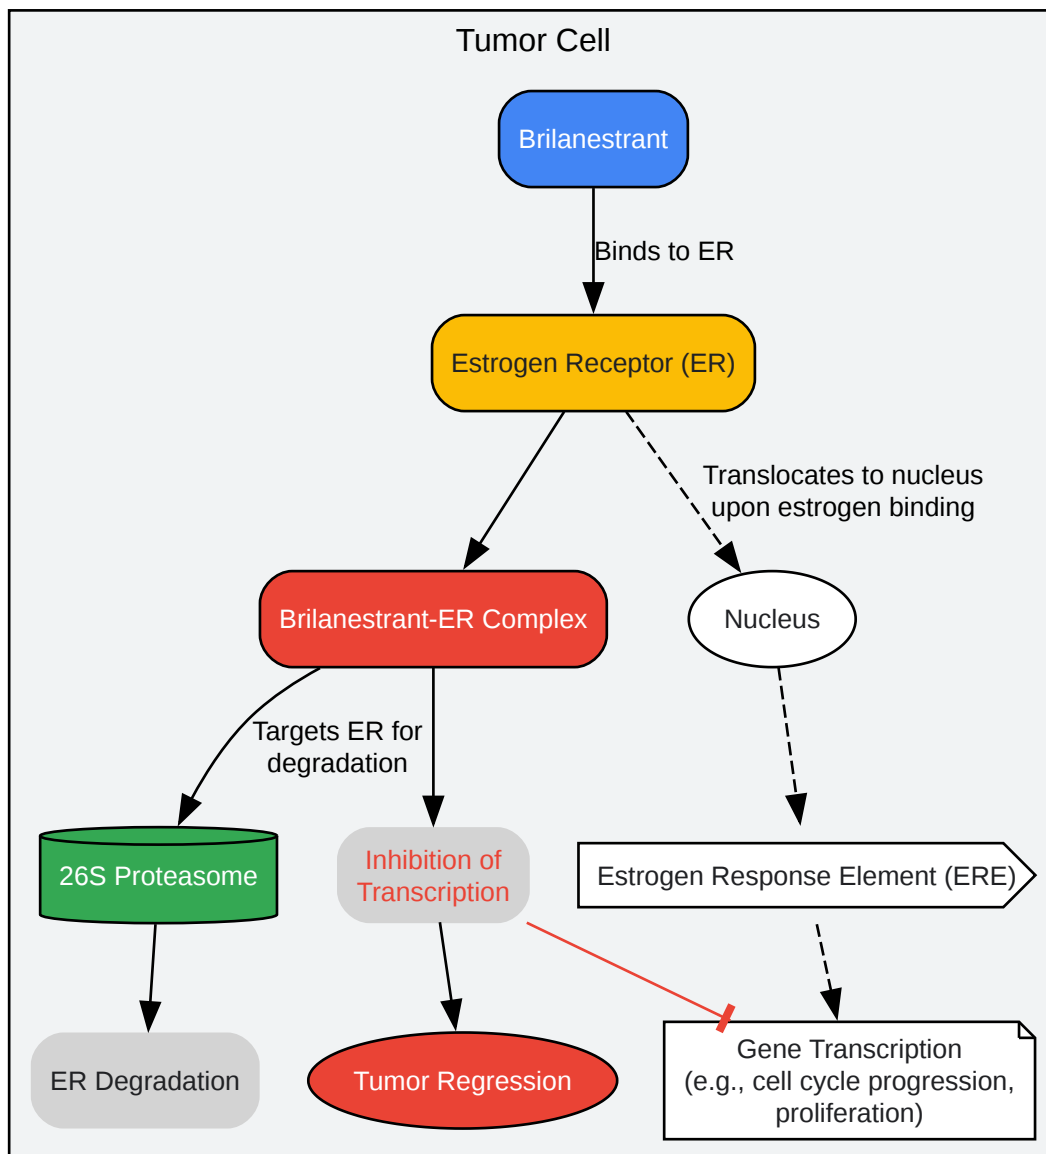 Tumor Cell
Brilanestrant
Binds to ER
Estrogen Receptor (ER)
Translocates to nucleus
upon estrogen binding
Brilanestrant-ER Complex
Nucleus
Targets ER for
degradation
26S Proteasome
Inhibition of
Transcription
Estrogen Response Element (ERE)
ER Degradation
Tumor Regression
Gene Transcription
(e.g., cell cycle progression,
proliferation)